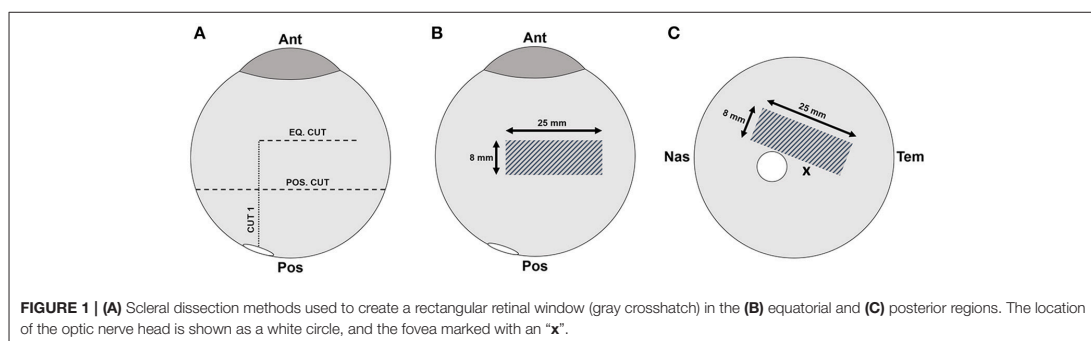 A
B
C
Ant
Ant
EQ. CUT
POS. CUT
CUT 1
Pos
25 mm
8 mm
Pos
25 mm
8 mm
Nas
Tem
x
FIGURE 1 | (A) Scleral dissection methods used to create a rectangular retinal window (gray crosshatch) in the (B) equatorial and (C) posterior regions. The location
of the optic nerve head is shown as a white circle, and the fovea marked with an “x”.